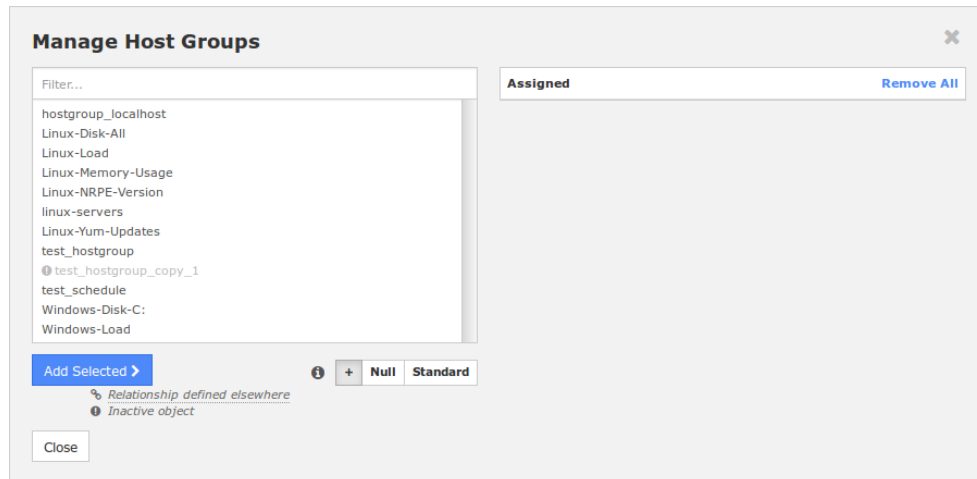 Manage Host Groups
Filter...
hostgroup_localhost
Linux-Disk-All
Linux-Load
Linux-Memory-Usage
Linux-NRPE-Version
linux-servers
Linux-Yum-Updates
test_hostgroup
test_hostgroup_copy_1
test_schedule
Windows-Disk-C:
Windows-Load
Assigned Remove All
Add Selected
+ Null Standard
Relationship defined elsewhere
Inactive object
Close